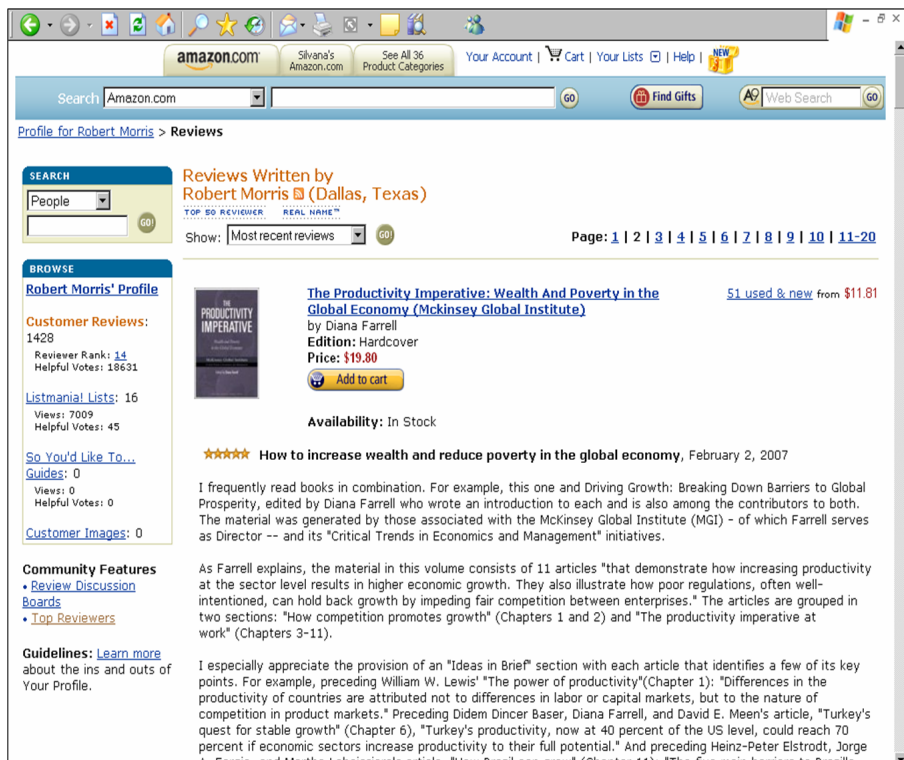 amazon.com
Silvana's
Amazon.com
See All 36
Product Categories
Your Account | Cart | Your Lists | Help |
NEW
Search Amazon.com GO Find Gifts A9 Web Search GO
Profile for Robert Morris > Reviews
SEARCH
People
GO!
BROWSE
Robert Morris' Profile
Customer Reviews:
1428
Reviewer Rank: 14
Helpful Votes: 18631
Listmania! Lists: 16
Views: 7009
Helpful Votes: 45
So You'd Like To...
Guides: 0
Views: 0
Helpful Votes: 0
Customer Images: 0
Community Features
• Review Discussion
Boards
• Top Reviewers
Guidelines: Learn more
about the ins and outs of
Your Profile.
Reviews Written by
Robert Morris (Dallas, Texas)
TOP 50 REVIEWER REAL NAME™
Show: Most recent reviews GO!
Page: 1 | 2 | 3 | 4 | 5 | 6 | 7 | 8 | 9 | 10 | 11-20
THE
PRODUCTIVITY
IMPERATIVE
The Productivity Imperative: Wealth And Poverty in the
Global Economy (Mckinsey Global Institute)
by Diana Farrell
Edition: Hardcover
Price: $19.80
Add to cart
Availability: In Stock
51 used & new from $11.81
How to increase wealth and reduce poverty in the global economy, February 2, 2007
I frequently read books in combination. For example, this one and Driving Growth: Breaking Down Barriers to Global
Prosperity, edited by Diana Farrell who wrote an introduction to each and is also among the contributors to both.
The material was generated by those associated with the McKinsey Global Institute (MGI) - of which Farrell serves
as Director -- and its "Critical Trends in Economics and Management" initiatives.
As Farrell explains, the material in this volume consists of 11 articles "that demonstrate how increasing productivity
at the sector level results in higher economic growth. They also illustrate how poor regulations, often well-
intentioned, can hold back growth by impeding fair competition between enterprises." The articles are grouped in
two sections: "How competition promotes growth" (Chapters 1 and 2) and "The productivity imperative at
work" (Chapters 3-11).
I especially appreciate the provision of an "Ideas in Brief" section with each article that identifies a few of its key
points. For example, preceding William W. Lewis' "The power of productivity"(Chapter 1): "Differences in the
productivity of countries are attributed not to differences in labor or capital markets, but to the nature of
competition in product markets." Preceding Didem Dincer Baser, Diana Farrell, and David E. Meen's article, "Turkey's
quest for stable growth" (Chapter 6), "Turkey's productivity, now at 40 percent of the US level, could reach 70
percent if economic sectors increase productivity to their full potential." And preceding Heinz-Peter Elstrodt, Jorge